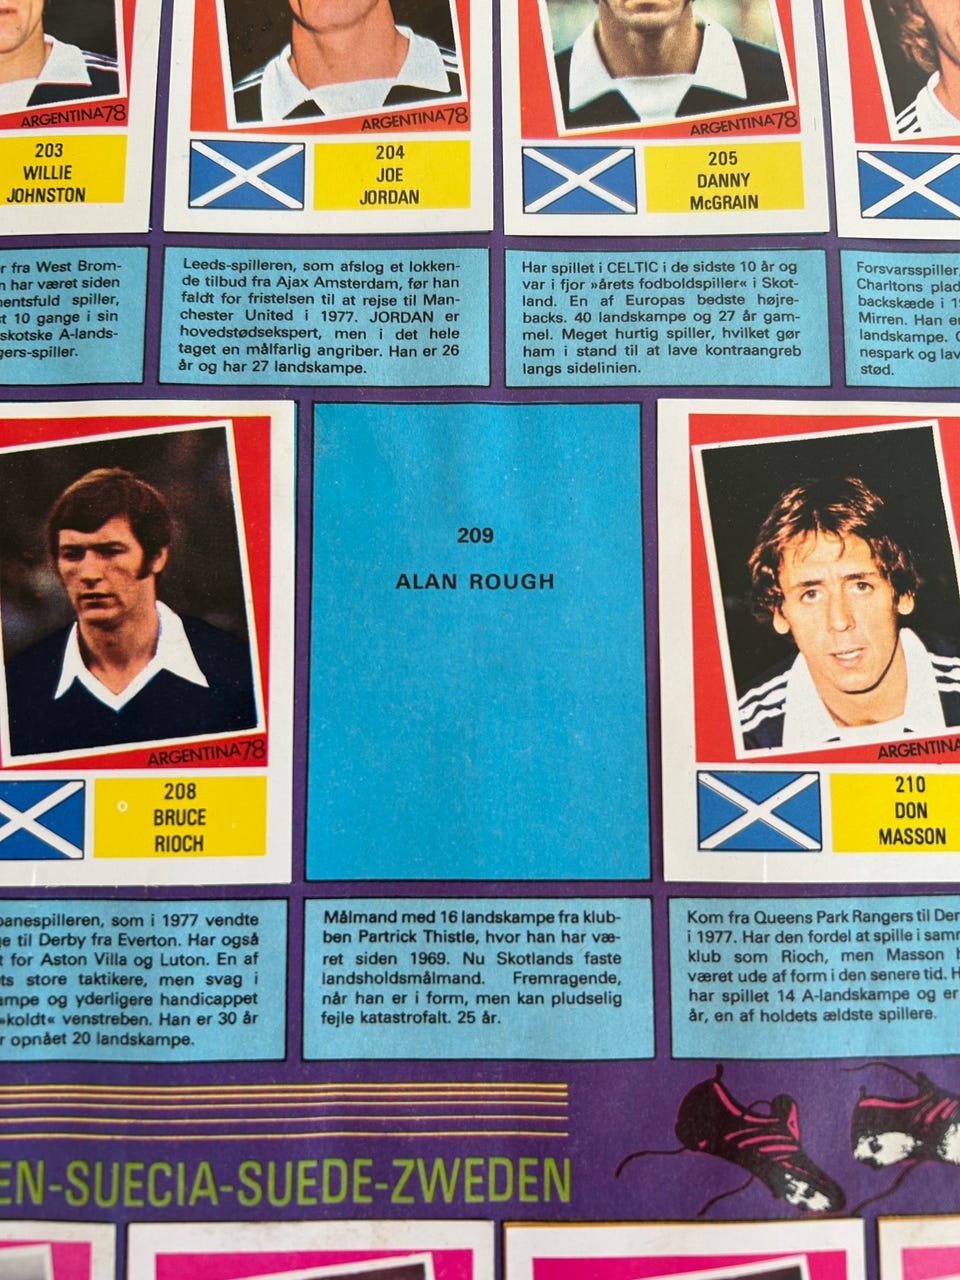 ARGENTINA78
203
WILLIE
JOHNSTON
ARGENTINA78
204
JOE
JORDAN
ARGENTINA78
205
DANNY
McGRAIN
r fra West Brom-
n har været siden
mentsfuld spiller,
t 10 gange i sin
skotske A-lands-
gers-spiller.
Leeds-spilleren, som afslog et lokken-
de tilbud fra Ajax Amsterdam, før han
faldt for fristelsen til at rejse til Man-
chester United i 1977. JORDAN er
hovedstødsekspert, men i det hele
taget en målfarlig angriber. Han er 26
år og har 27 landskampe.
Har spillet i CELTIC i de sidste 10 år og
var i fjor »årets fodboldspiller« i Skot-
land. En af Europas bedste højre-
backs. 40 landskampe og 27 år gam-
mel. Meget hurtig spiller, hvilket gør
ham i stand til at lave kontraangreb
langs sidelinien.
Forsvarsspiller,
Charltons plad
backskæde i 1
Mirren. Han e
landskampe.
nespark og lav
stød.
ARGENTINA78
208
BRUCE
RIOCH
209
ALAN ROUGH
ARGENTINA
210
DON
MASSON
banespilleren, som i 1977 vendte
e til Derby fra Everton. Har også
t for Aston Villa og Luton. En af
ts store taktikere, men svag i
ampe og yderligere handicappet
»koldt« venstreben. Han er 30 år
r opnået 20 landskampe.
Målmand med 16 landskampe fra klub-
ben Partrick Thistle, hvor han har væ-
ret siden 1969. Nu Skotlands faste
landsholdsmålmand. Fremragende,
når han er i form, men kan pludselig
fejle katastrofalt. 25 år.
Kom fra Queens Park Rangers til Der
i 1977. Har den fordel at spille i samm
klub som Rioch, men Masson h
været ude af form i den senere tid. H
har spillet 14 A-landskampe og er
år, en af holdets ældste spillere.
EN-SUECIA-SUEDE-ZWEDEN